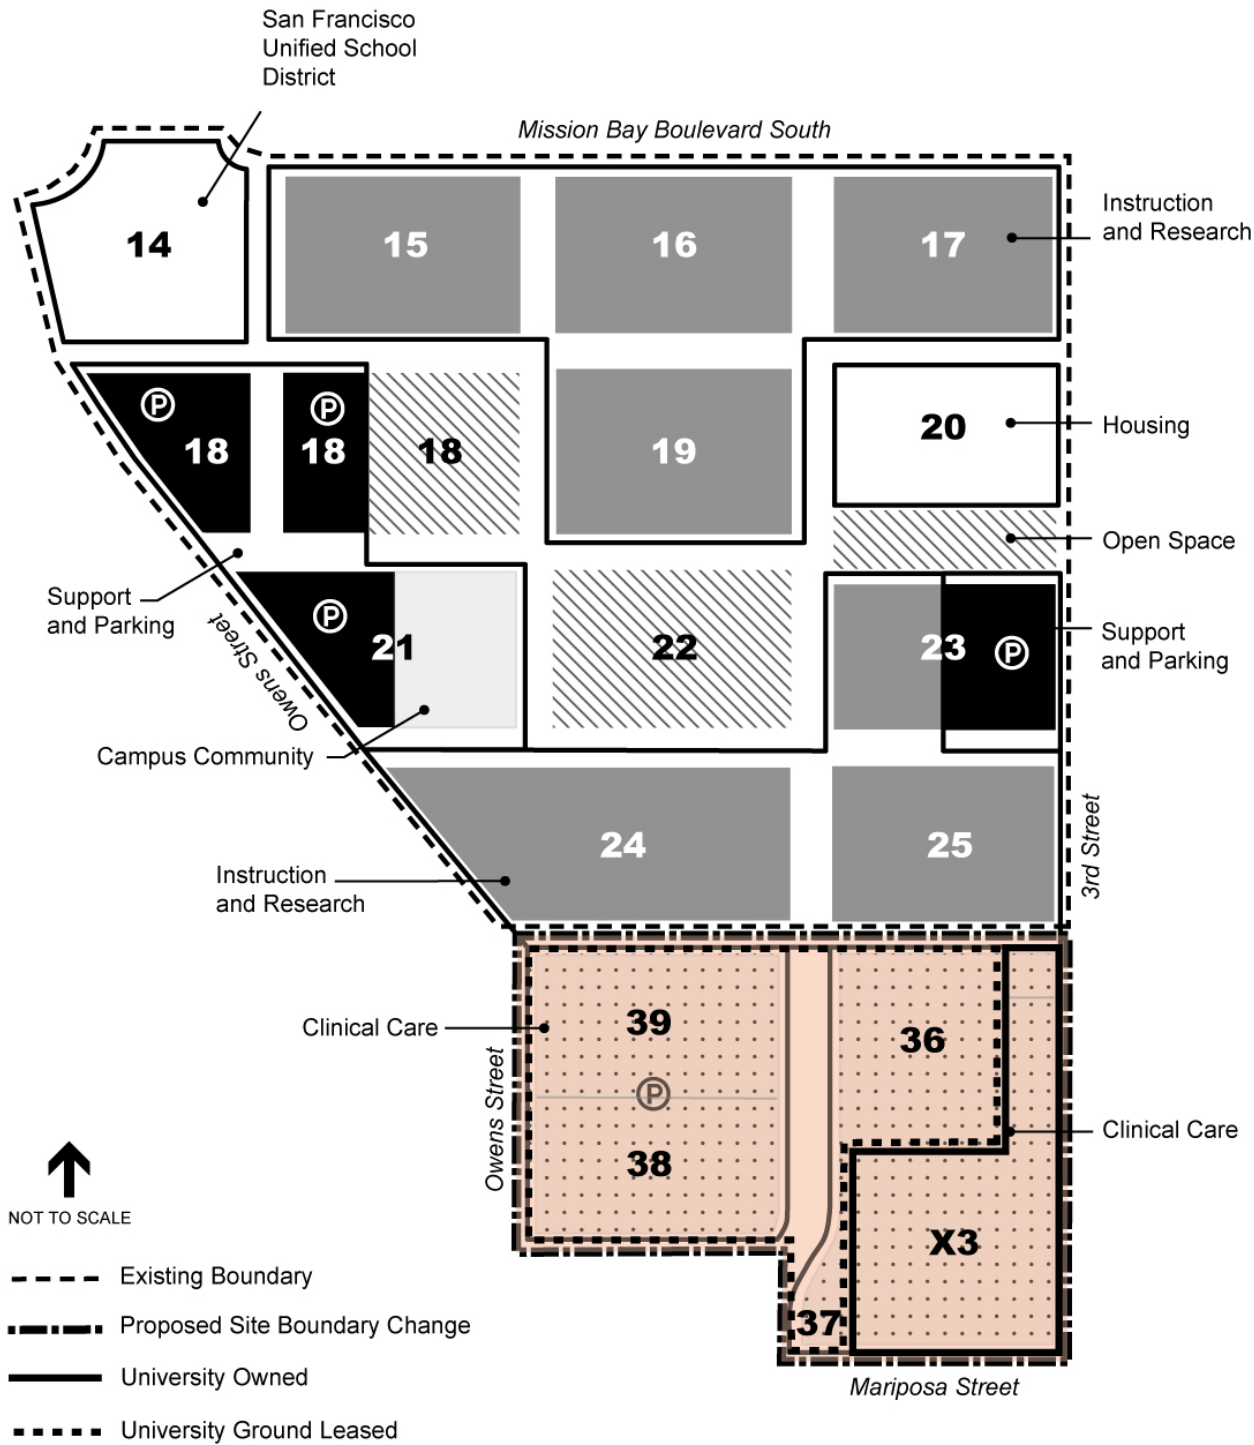 San Francisco
Unified School
District
Mission Bay Boulevard South
14
15
16
17
Instruction
and Research
P
18
P
18
18
19
20
Housing
Open Space
Support
and Parking
Owens Street
P
21
22
23
P
Support
and Parking
Campus Community
24
25
3rd Street
Instruction
and Research
Clinical Care
39
P
38
36
Owens Street
Clinical Care
X3
37
Mariposa Street
NOT TO SCALE
Existing Boundary
Proposed Site Boundary Change
University Owned
University Ground Leased